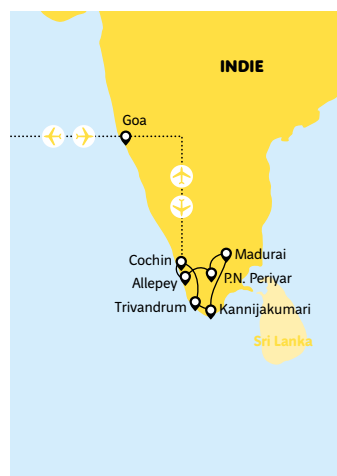 INDIE
Goa
Cochin
Madurai
Allepey
P.N. Periyar
Trivandrum
Kannijakumari
Sri Lanka